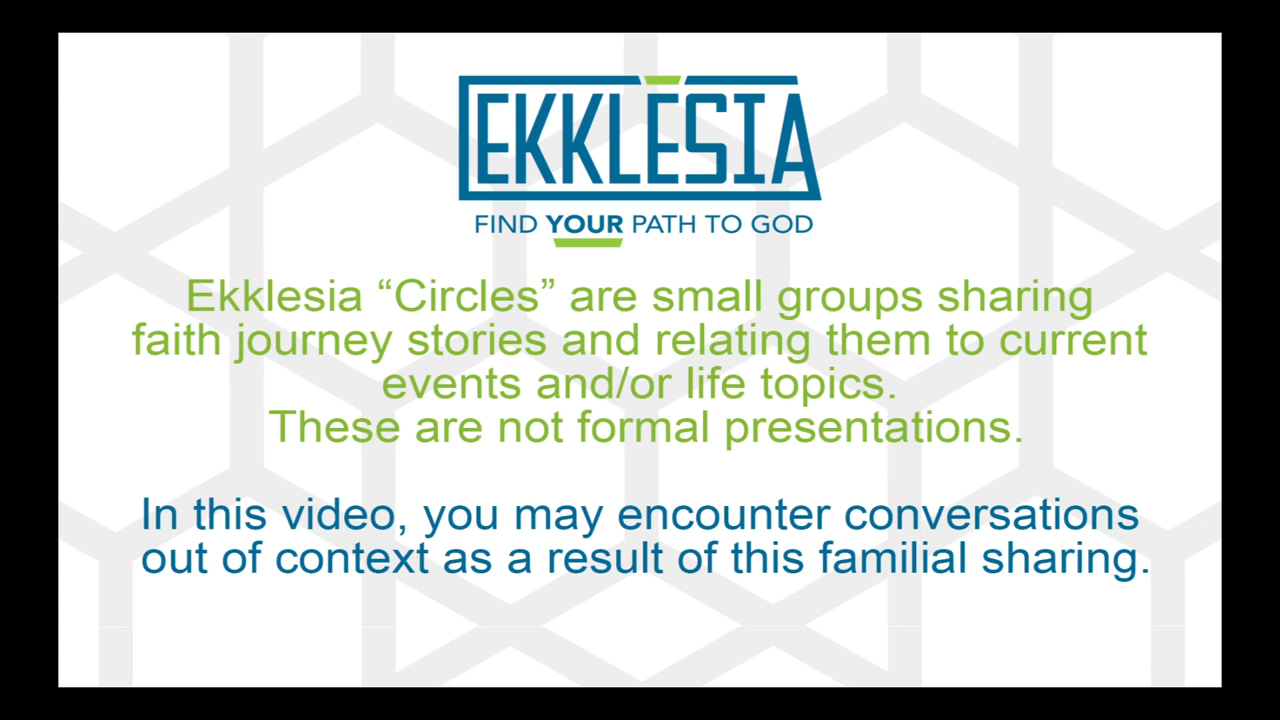 EKKLESIA
FIND YOUR PATH TO GOD
Ekklesia “Circles” are small groups sharing
faith journey stories and relating them to current
events and/or life topics.
These are not formal presentations.
In this video, you may encounter conversations
out of context as a result of this familial sharing.